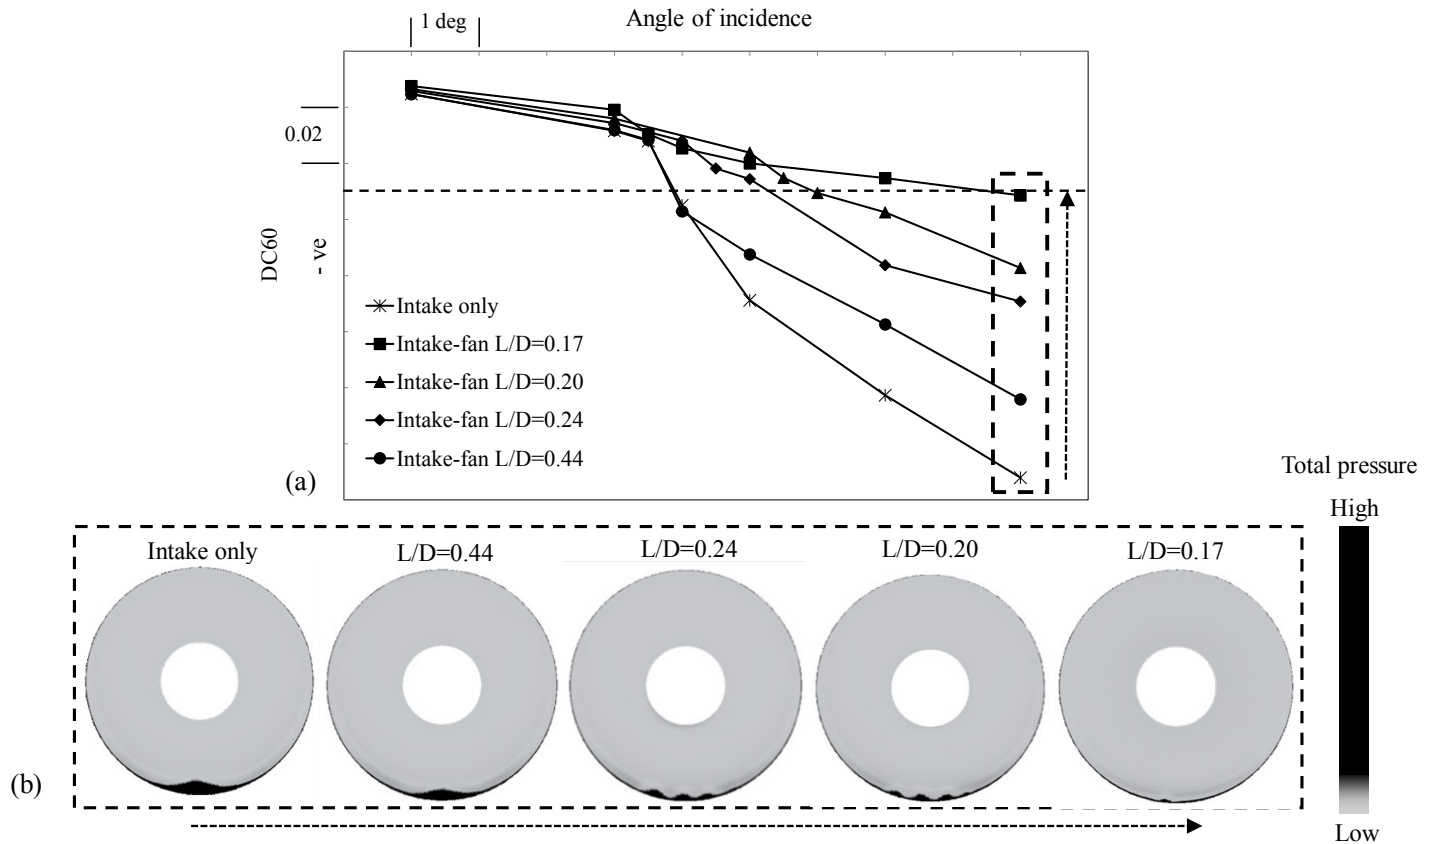 1 deg
Angle of incidence
0.02
DC60
- ve
Intake only
Intake-fan L/D=0.17
Intake-fan L/D=0.20
Intake-fan L/D=0.24
Intake-fan L/D=0.44
(a)
Total pressure
High
Intake only
L/D=0.44
L/D=0.24
L/D=0.20
L/D=0.17
(b)
Low